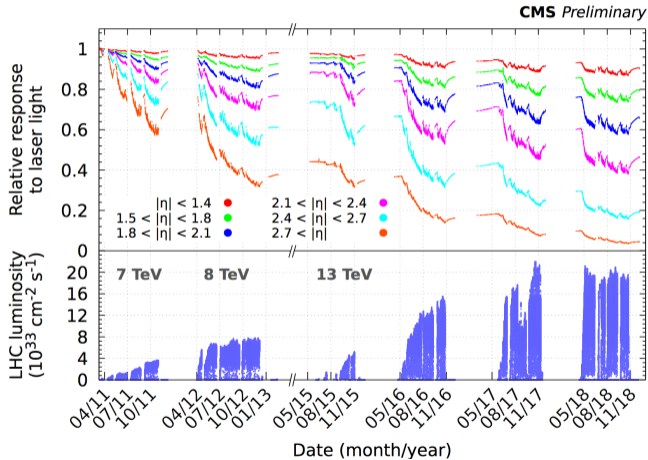 CMS Preliminary
Relative response
to laser light
1
0.8
0.6
0.4
0.2
0
|η| < 1.4
1.5 < |η| < 1.8
1.8 < |η| < 2.1
2.1 < |η| < 2.4
2.4 < |η| < 2.7
2.7 < |η|
LHC luminosity
(10³³ cm⁻² s⁻¹)
20
16
12
8
4
0
7 TeV
8 TeV
13 TeV
04/11
07/11
10/11
04/12
07/12
10/12
01/13
05/15
08/15
11/15
05/16
08/16
11/16
05/17
08/17
11/17
05/18
08/18
11/18
Date (month/year)